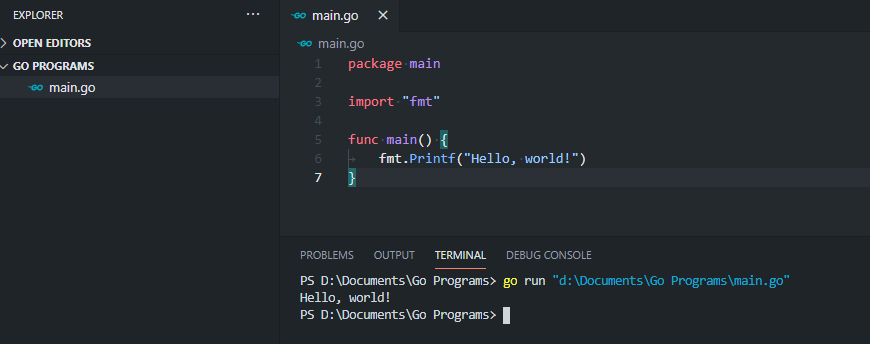 EXPLORER
···
OPEN EDITORS
GO PROGRAMS
main.go
main.go
main.go
1 package main
2
3 import "fmt"
4
5 func main() {
6 fmt.Printf("Hello, world!")
7 }
PROBLEMS OUTPUT TERMINAL DEBUG CONSOLE
PS D:\Documents\Go Programs> go run "d:\Documents\Go Programs\main.go"
Hello, world!
PS D:\Documents\Go Programs>